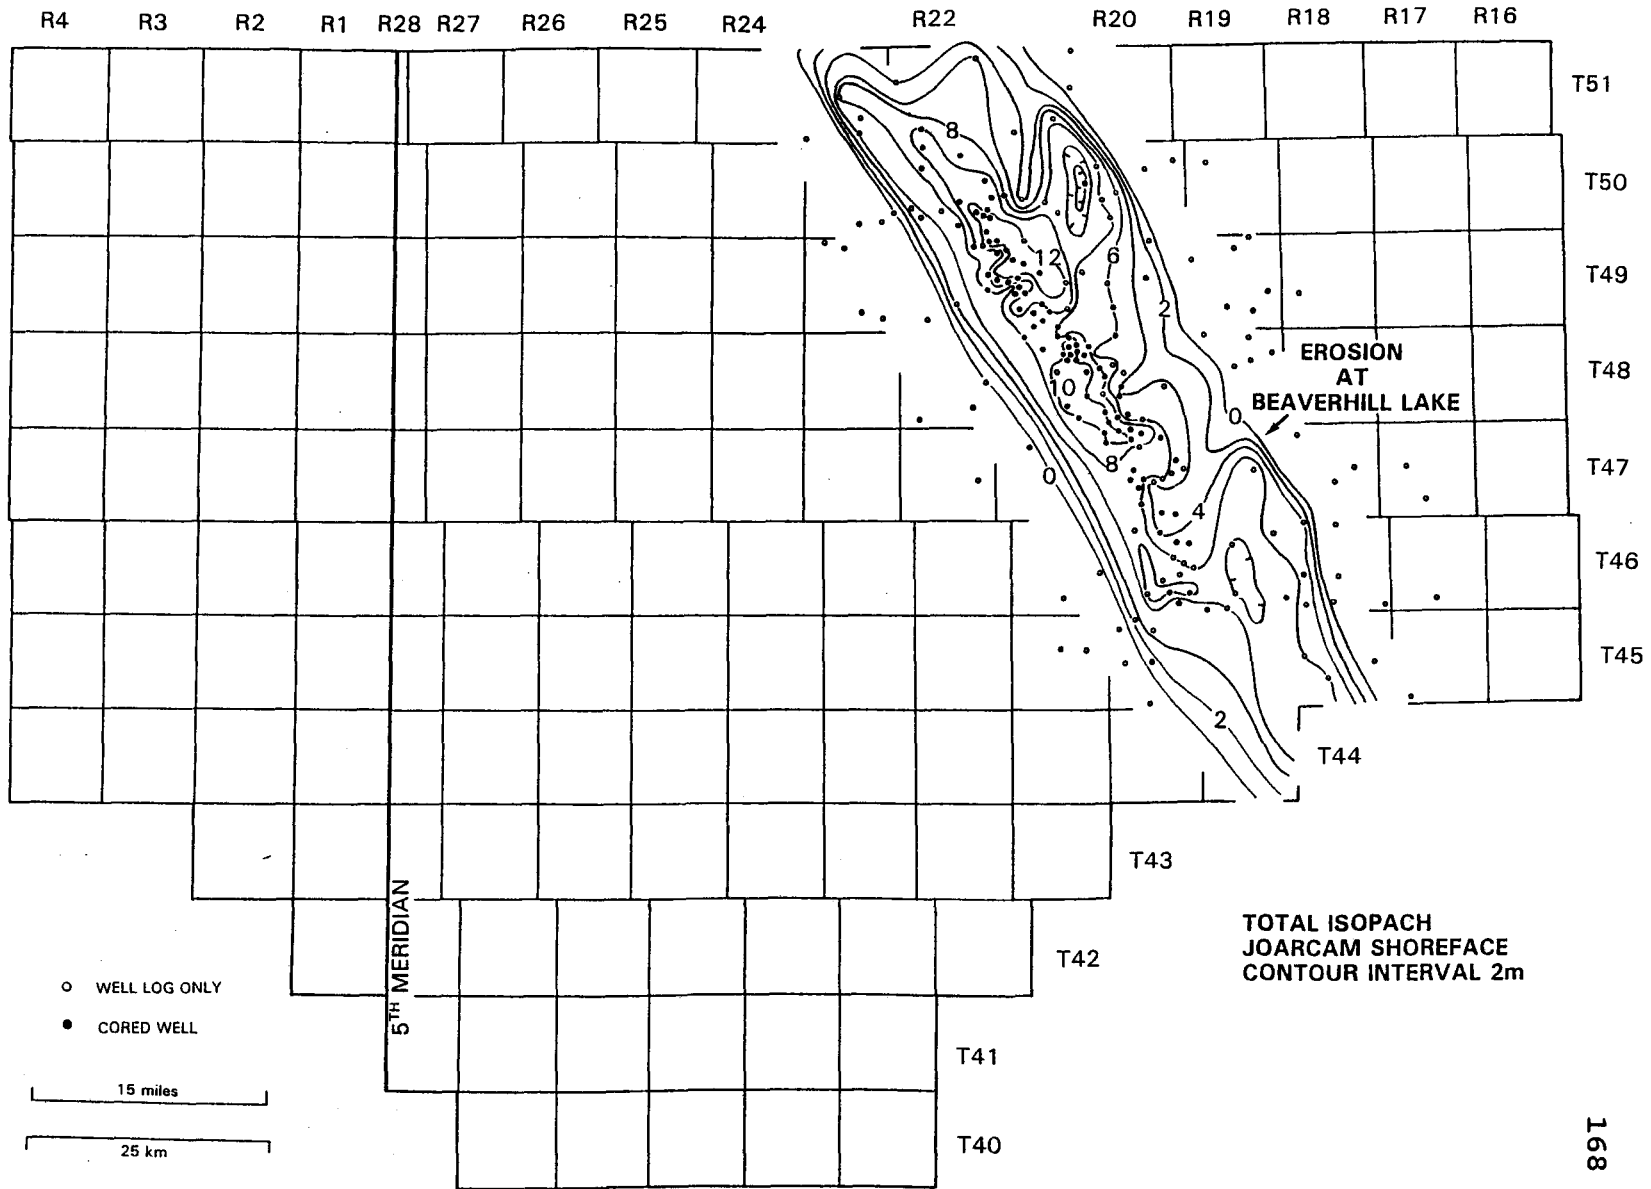 R4 R3 R2 R1 R28 R27 R26 R25 R24 R22 R20 R19 R18 R17 R16
T51
8
T50
12
6
T49
2
EROSION
AT
BEAVERHILL LAKE
T48
10
0
8
0
T47
4
T46
T45
2
T44
T43
5TH MERIDIAN
TOTAL ISOPACH
JOARCAM SHOREFACE
CONTOUR INTERVAL 2m
T42
WELL LOG ONLY
CORED WELL
T41
15 miles
25 km
T40
168